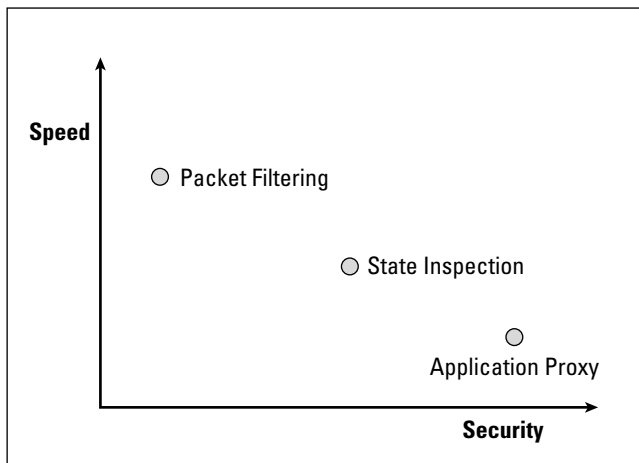 Speed
Packet Filtering
State Inspection
Application Proxy
Security